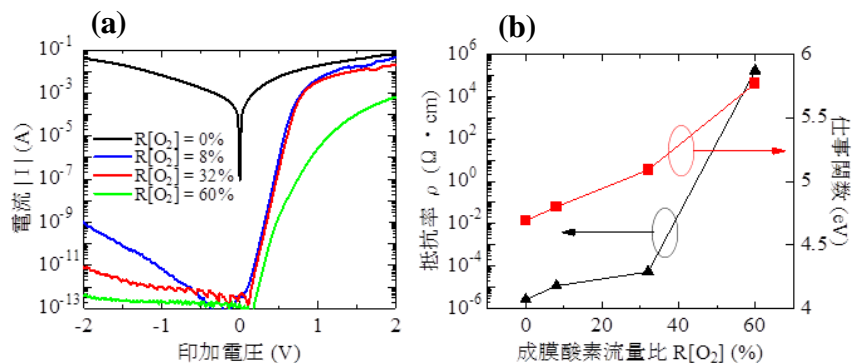 (a)
10^-1
10^-3
10^-5
10^-7
10^-9
10^-11
10^-13
電流 |I| (A)
R[O₂] = 0%
R[O₂] = 8%
R[O₂] = 32%
R[O₂] = 60%
-2
-1
0
1
2
印加電圧 (V)
(b)
10^6
10^4
10^2
10^0
10^-2
10^-4
10^-6
抵抗率 ρ (Ω・cm)
6
5.5
5
4.5
4
仕事関数 (eV)
0
20
40
60
成膜酸素流量比 R[O₂] (%)